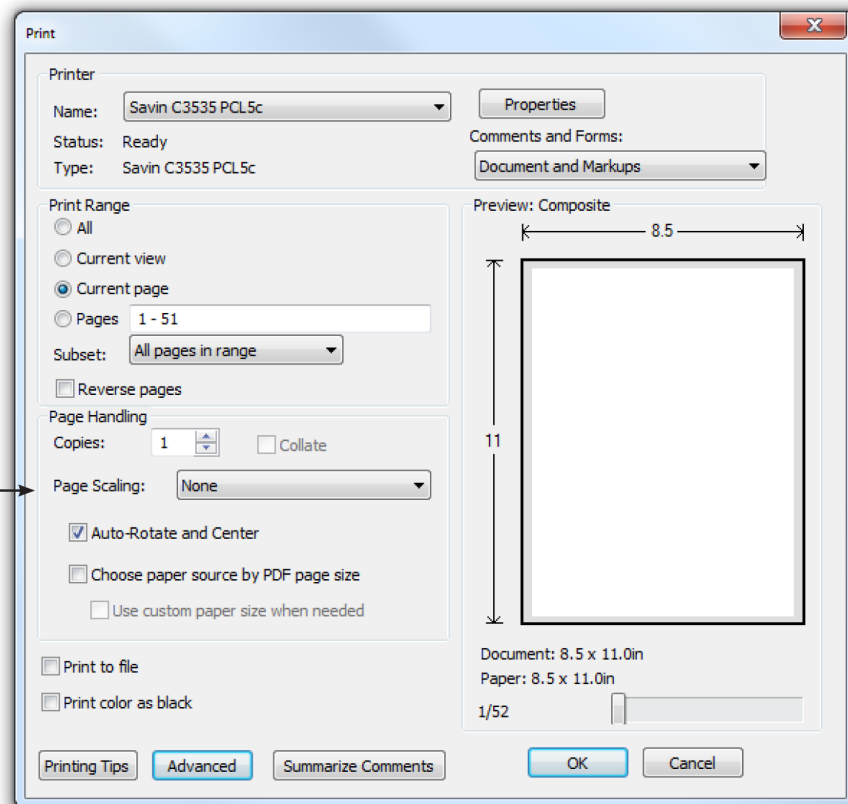 Print
Printer
Name: Savin C3535 PCL5c
Properties
Status: Ready
Comments and Forms:
Type: Savin C3535 PCL5c
Document and Markups
Print Range
All
Current view
Current page
Pages 1 - 51
Subset: All pages in range
Reverse pages
Page Handling
Copies: 1 Collate
Page Scaling: None
Auto-Rotate and Center
Choose paper source by PDF page size
Use custom paper size when needed
Print to file
Print color as black
Preview: Composite
8.5
11
Document: 8.5 x 11.0in
Paper: 8.5 x 11.0in
1/52
Printing Tips Advanced Summarize Comments OK Cancel